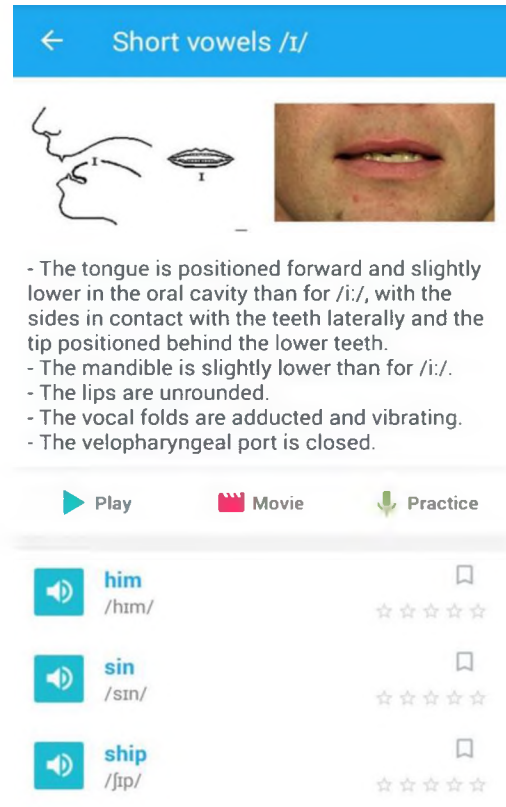 Short vowels /ɪ/
I
I
- The tongue is positioned forward and slightly
lower in the oral cavity than for /i:/, with the
sides in contact with the teeth laterally and the
tip positioned behind the lower teeth.
- The mandible is slightly lower than for /i:/.
- The lips are unrounded.
- The vocal folds are adducted and vibrating.
- The velopharyngeal port is closed.
Play Movie Practice
him
/hɪm/
sin
/sɪn/
ship
/ʃɪp/